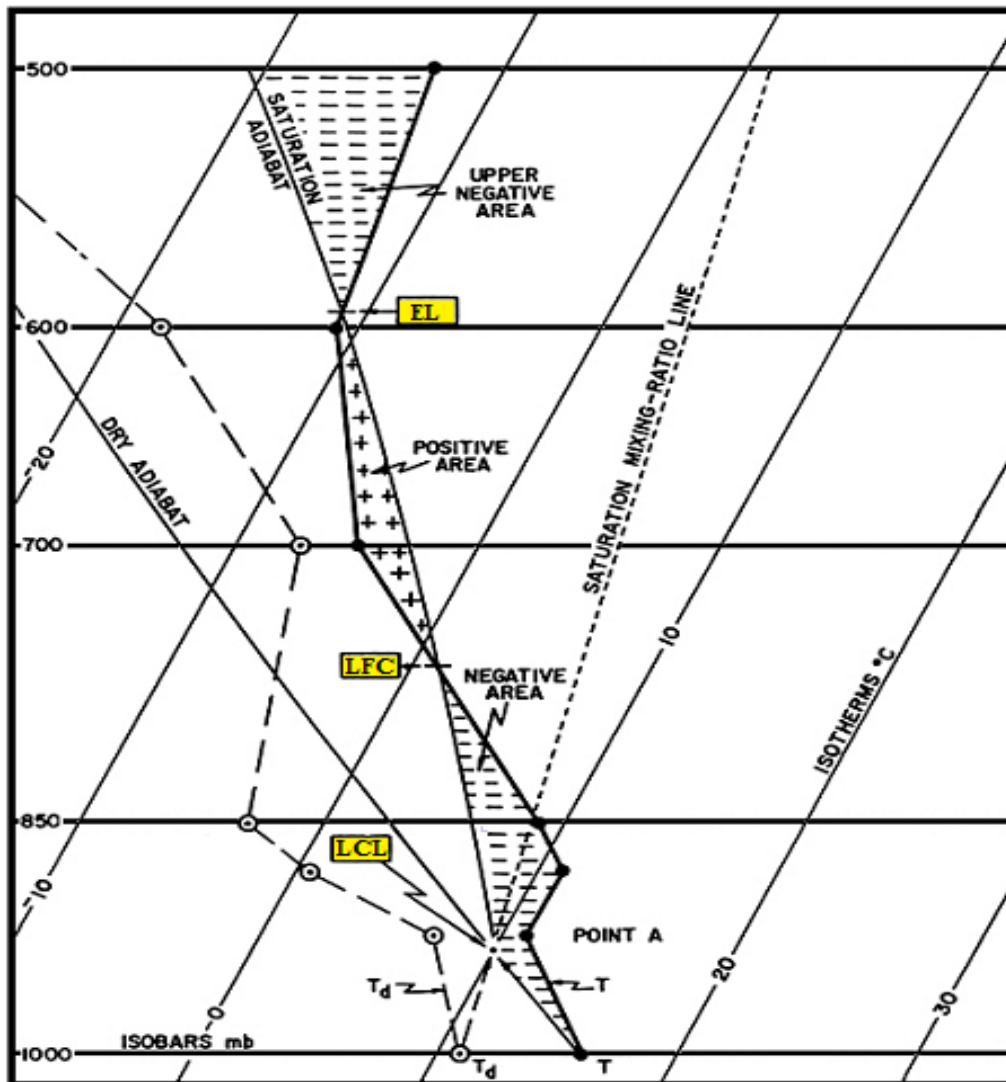 500
SATURATION
ADIABAT
UPPER
NEGATIVE
AREA
EL
600
SATURATION MIXING-RATIO LINE
DRY ADIABAT
POSITIVE
AREA
-20
700
10
LFC
NEGATIVE
AREA
ISOTHERMS °C
850
LCL
-10
POINT A
Td
T
20
30
0
ISOBARS mb
1000
Td
T